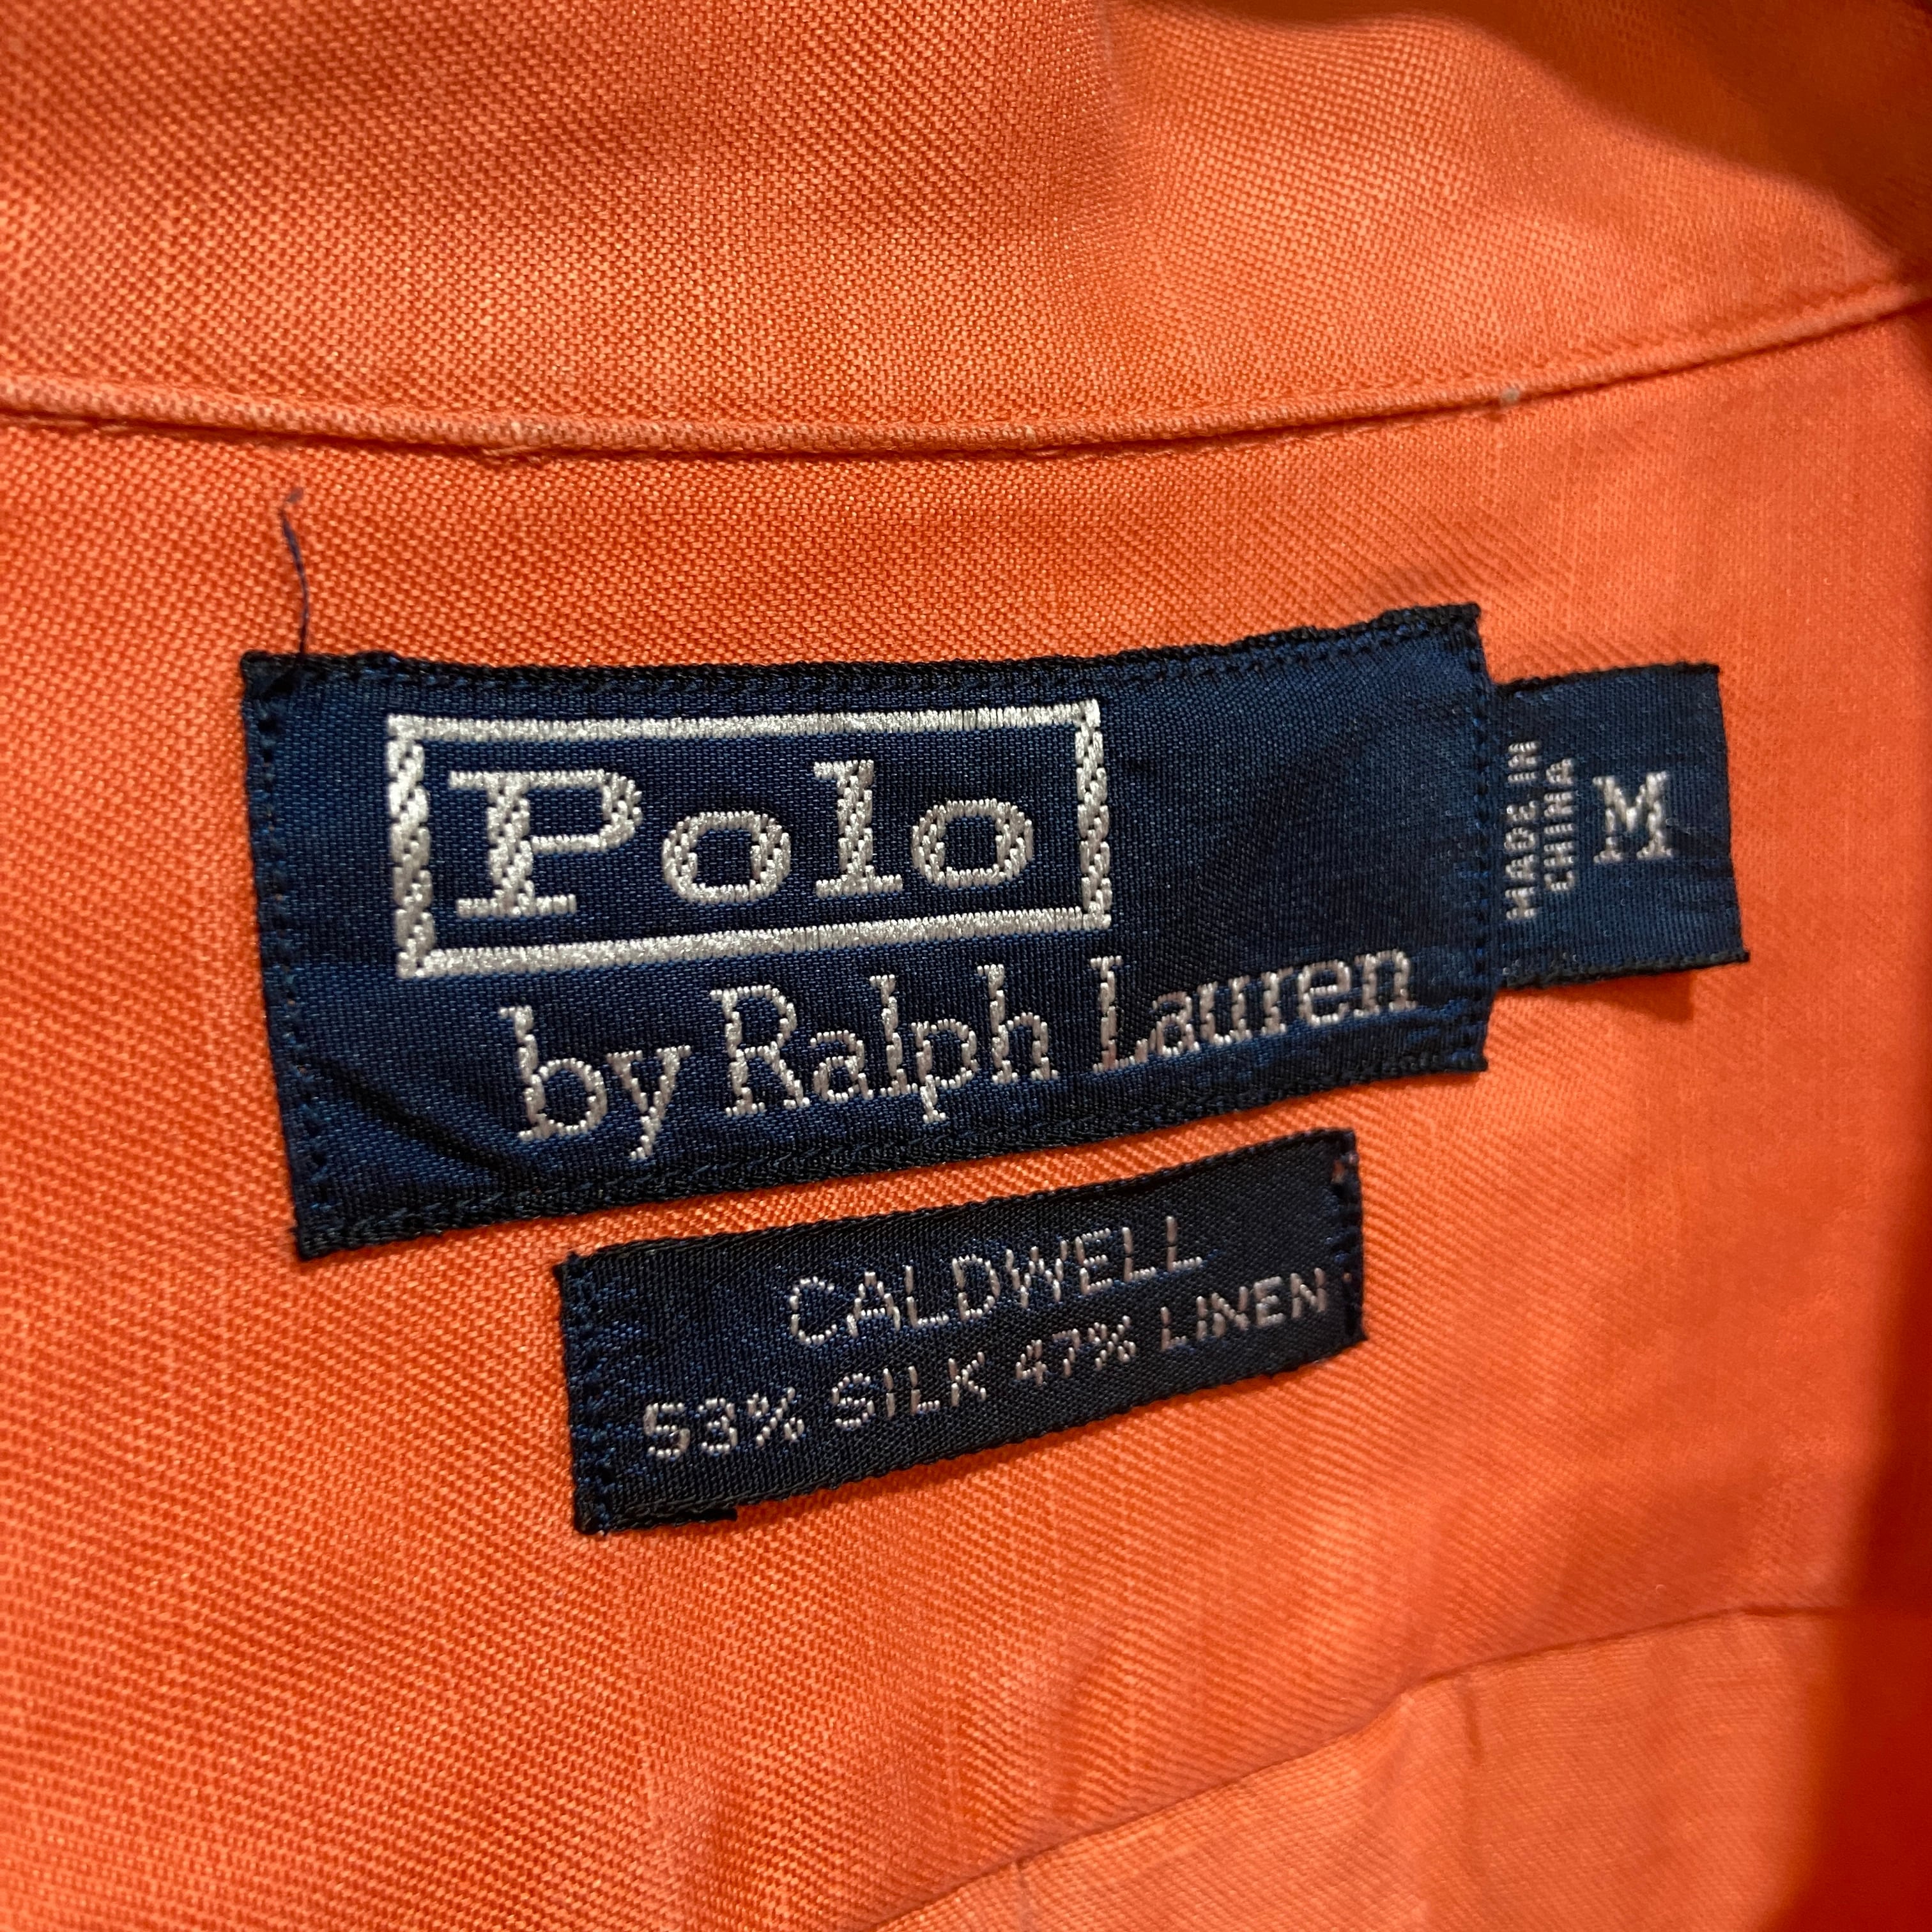 Polo
by Ralph Lauren
MADE IN
CHINA
M
CALDWELL
53% SILK 47% LINEN